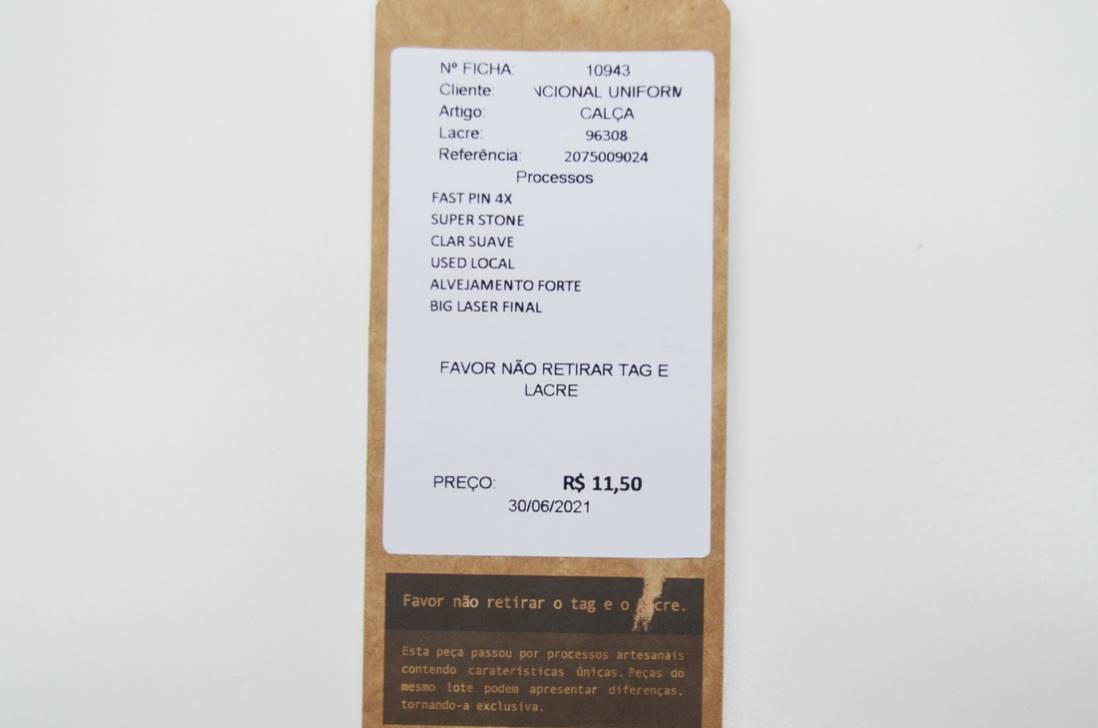 Nº FICHA: 10943
Cliente: NCIONAL UNIFORM
Artigo: CALÇA
Lacre: 96308
Referência: 2075009024
Processos
FAST PIN 4X
SUPER STONE
CLAR SUAVE
USED LOCAL
ALVEJAMENTO FORTE
BIG LASER FINAL
FAVOR NÃO RETIRAR TAG E
LACRE
PREÇO: R$ 11,50
30/06/2021
Favor não retirar o tag e o cre.
Esta peça passou por processos artesanais
contendo caraterísticas únicas. Peças do
mesmo lote podem apresentar diferenças,
tornando-a exclusiva.